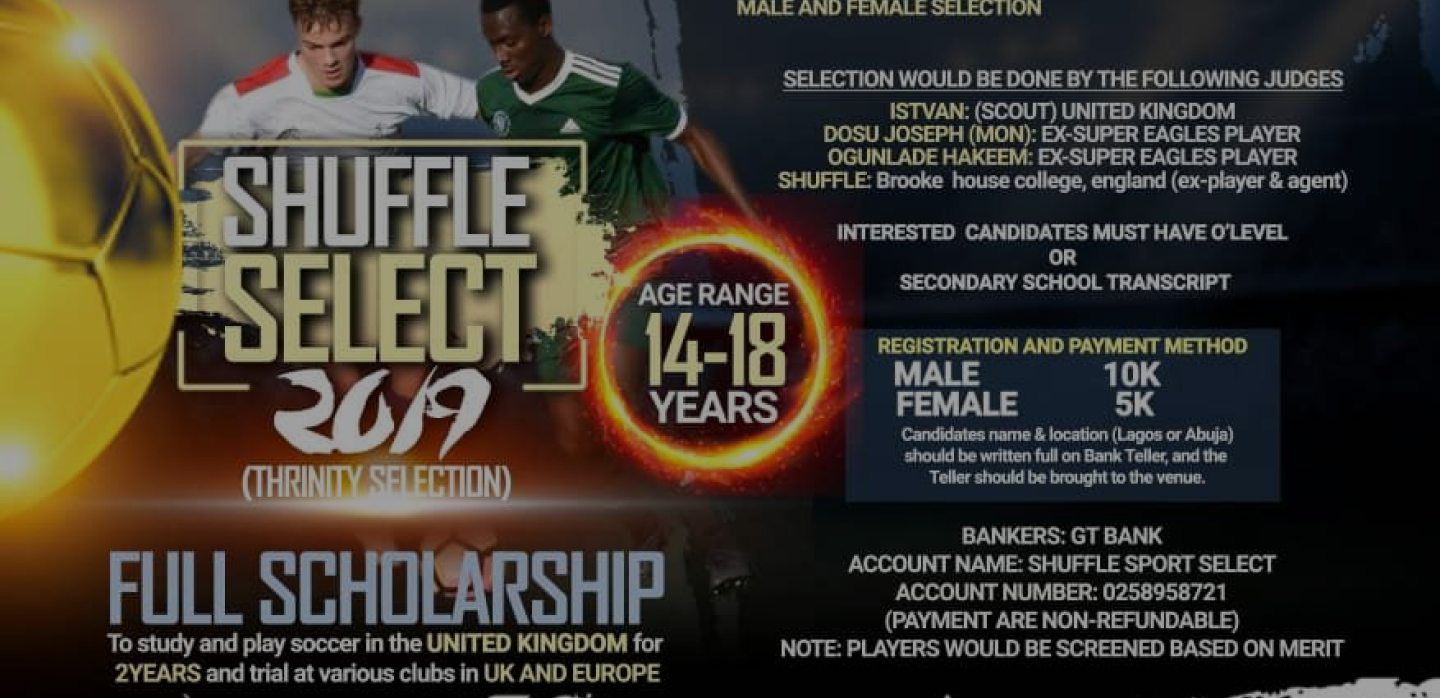 MALE AND FEMALE SELECTION
SELECTION WOULD BE DONE BY THE FOLLOWING JUDGES
ISTVAN: (SCOUT) UNITED KINGDOM
DOSU JOSEPH (MON): EX-SUPER EAGLES PLAYER
OGUNLADE HAKEEM: EX-SUPER EAGLES PLAYER
SHUFFLE: Brooke house college, england (ex-player & agent)
INTERESTED CANDIDATES MUST HAVE O'LEVEL
OR
SECONDARY SCHOOL TRANSCRIPT
SHUFFLE
SELECT
2019
(THRINITY SELECTION)
AGE RANGE
14-18
YEARS
REGISTRATION AND PAYMENT METHOD
MALE 10K
FEMALE 5K
Candidates name & location (Lagos or Abuja)
should be written full on Bank Teller, and the
Teller should be brought to the venue.
FULL SCHOLARSHIP
To study and play soccer in the UNITED KINGDOM for
2YEARS and trial at various clubs in UK AND EUROPE
BANKERS: GT BANK
ACCOUNT NAME: SHUFFLE SPORT SELECT
ACCOUNT NUMBER: 0258958721
(PAYMENT ARE NON-REFUNDABLE)
NOTE: PLAYERS WOULD BE SCREENED BASED ON MERIT